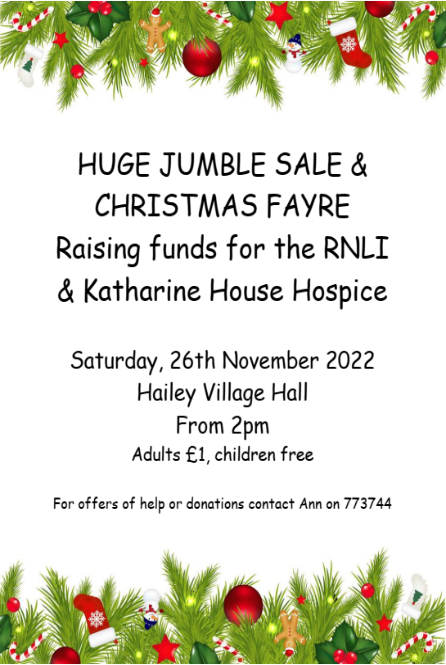 HUGE JUMBLE SALE &
CHRISTMAS FAYRE
Raising funds for the RNLI
& Katharine House Hospice
Saturday, 26th November 2022
Hailey Village Hall
From 2pm
Adults £1, children free
For offers of help or donations contact Ann on 773744